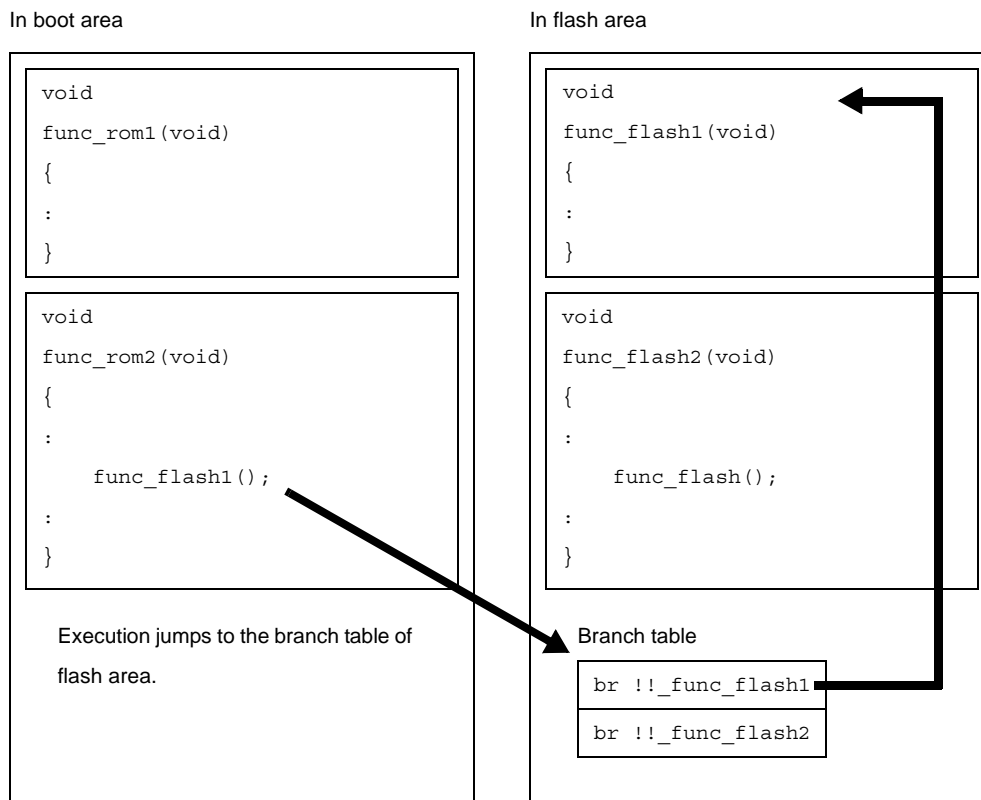 In boot area
void
func_rom1(void)
{
:
}
void
func_rom2(void)
{
:
func_flash1();
:
}
Execution jumps to the branch table of
flash area.
In flash area
void
func_flash1(void)
{
:
}
void
func_flash2(void)
{
:
func_flash();
:
}
Branch table
br !!_func_flash1
br !!_func_flash2